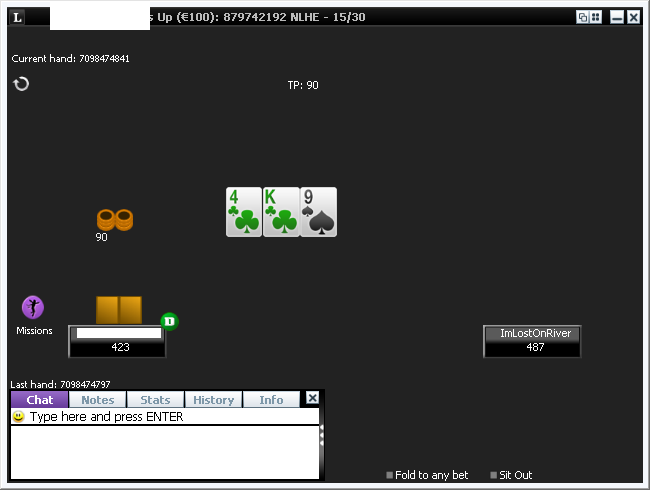 L s Up (€100): 879742192 NLHE - 15/30
Current hand: 7098474841
TP: 90
4 K 9
90
D
Missions
423
ImLostOnRiver
487
Last hand: 7098474797
Chat Notes Stats History Info
Type here and press ENTER
Fold to any bet Sit Out